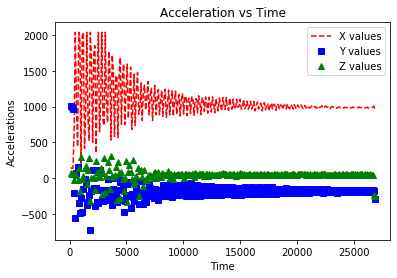 Acceleration vs Time
X values
Y values
Z values
Accelerations
2000
1500
1000
500
0
−500
0
5000
10000
15000
20000
25000
Time